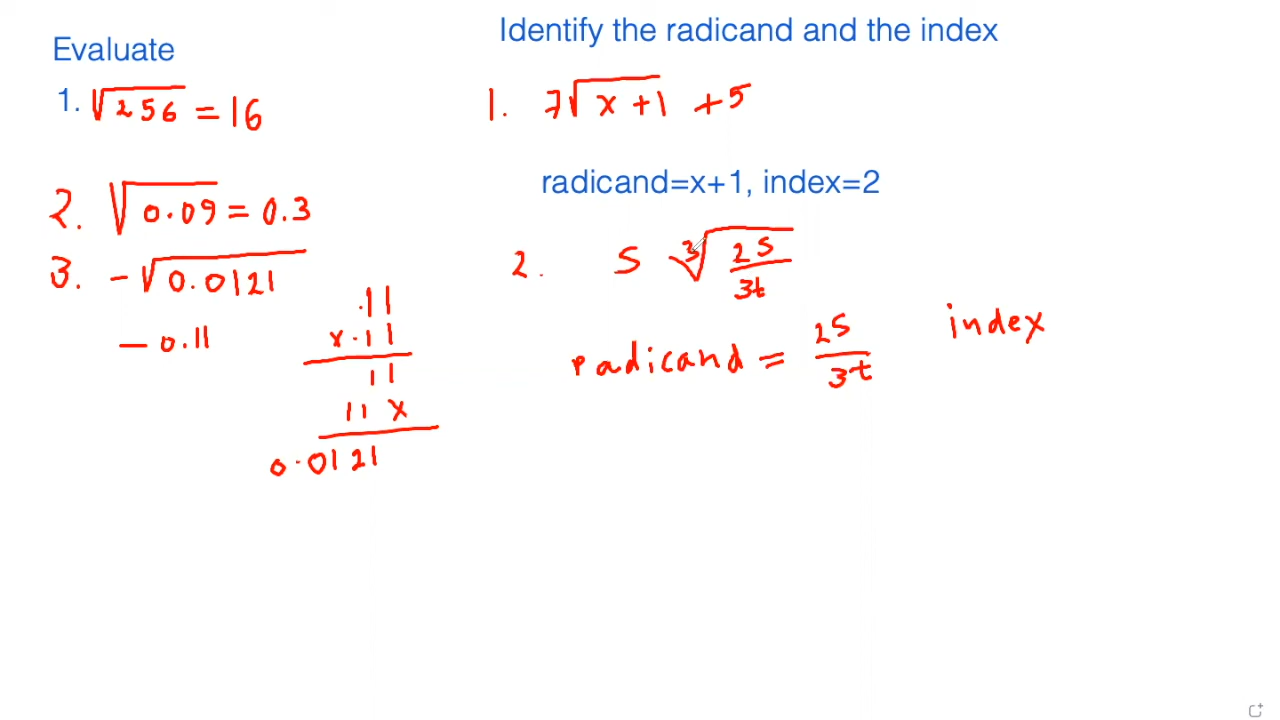 Evaluate
1. √256 = 16
2. √0.09 = 0.3
3. -√0.0121
- 0.11
.11
x .11
11
11 x
0.0121
Identify the radicand and the index
1. 7√x+1 + 5
radicand=x+1, index=2
2. 5 ∛2s/3t
radicand = 2s/3t index